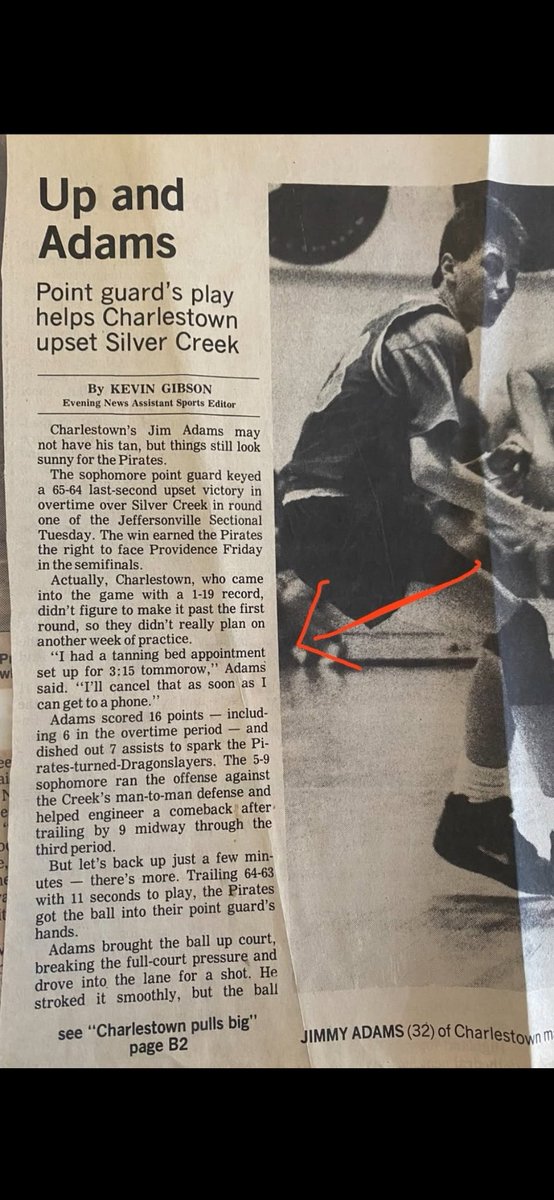 Up and
Adams
Point guard's play
helps Charlestown
upset Silver Creek
By KEVIN GIBSON
Evening News Assistant Sports Editor
Charlestown's Jim Adams may
not have his tan, but things still look
sunny for the Pirates.
The sophomore point guard keyed
a 65-64 last-second upset victory in
overtime over Silver Creek in round
one of the Jeffersonville Sectional
Tuesday. The win earned the Pirates
the right to face Providence Friday
in the semifinals.
Actually, Charlestown, who came
into the game with a 1-19 record,
didn't figure to make it past the first
round, so they didn't really plan on
another week of practice.
"I had a tanning bed appointment
set up for 3:15 tommorow," Adams
said. "I'll cancel that as soon as I
can get to a phone."
Adams scored 16 points — includ-
ing 6 in the overtime period — and
dished out 7 assists to spark the Pi-
rates-turned-Dragonslayers. The 5-9
sophomore ran the offense against
the Creek's man-to-man defense and
helped engineer a comeback after
trailing by 9 midway through the
third period.
But let's back up just a few min-
utes — there's more. Trailing 64-63
with 11 seconds to play, the Pirates
got the ball into their point guard's
hands.
Adams brought the ball up court,
breaking the full-court pressure and
drove into the lane for a shot. He
stroked it smoothly, but the ball
see "Charlestown pulls big"
page B2
JIMMY ADAMS (32) of Charlestown m